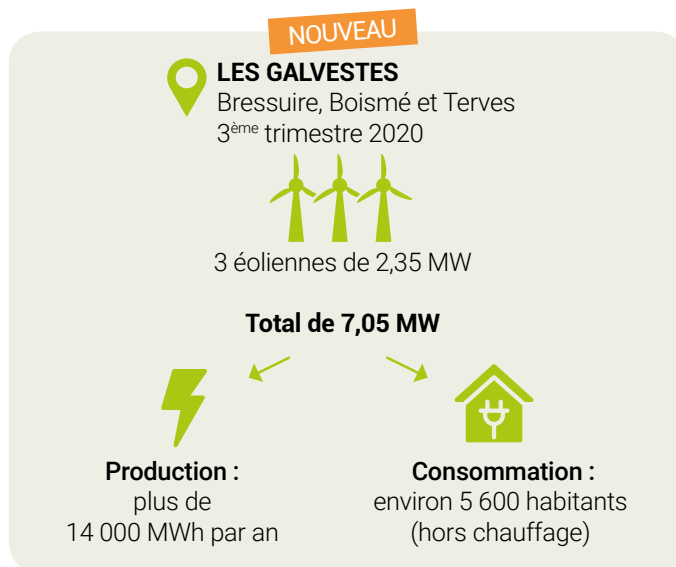 NOUVEAU
LES GALVESTES
Bressuire, Boismé et Terves
3ème trimestre 2020
3 éoliennes de 2,35 MW
Total de 7,05 MW
Production :
plus de
14 000 MWh par an
Consommation :
environ 5 600 habitants
(hors chauffage)